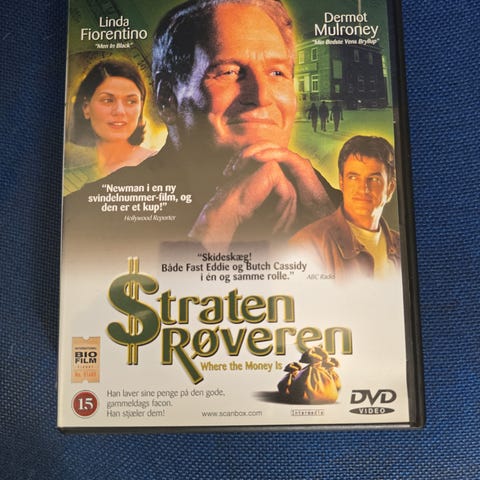 Linda
Fiorentino
"Men In Black"
Dermot
Mulroney
"Min Bedste Vens Bryllup"
"Newman i en ny
svindelnummer-film, og
den er et kup!"
Hollywood Reporter
"Skideskæg!
Både Fast Eddie og Butch Cassidy
i én og samme rolle."
ABC Radio
$traten
Røveren
Where the Money Is
INTERNATIONAL
BIO
FILM
15
Han laver sine penge på den gode,
gammeldags facon.
Han stjæler dem!
www.scanbox.com
Intermedia
DVD
VIDEO